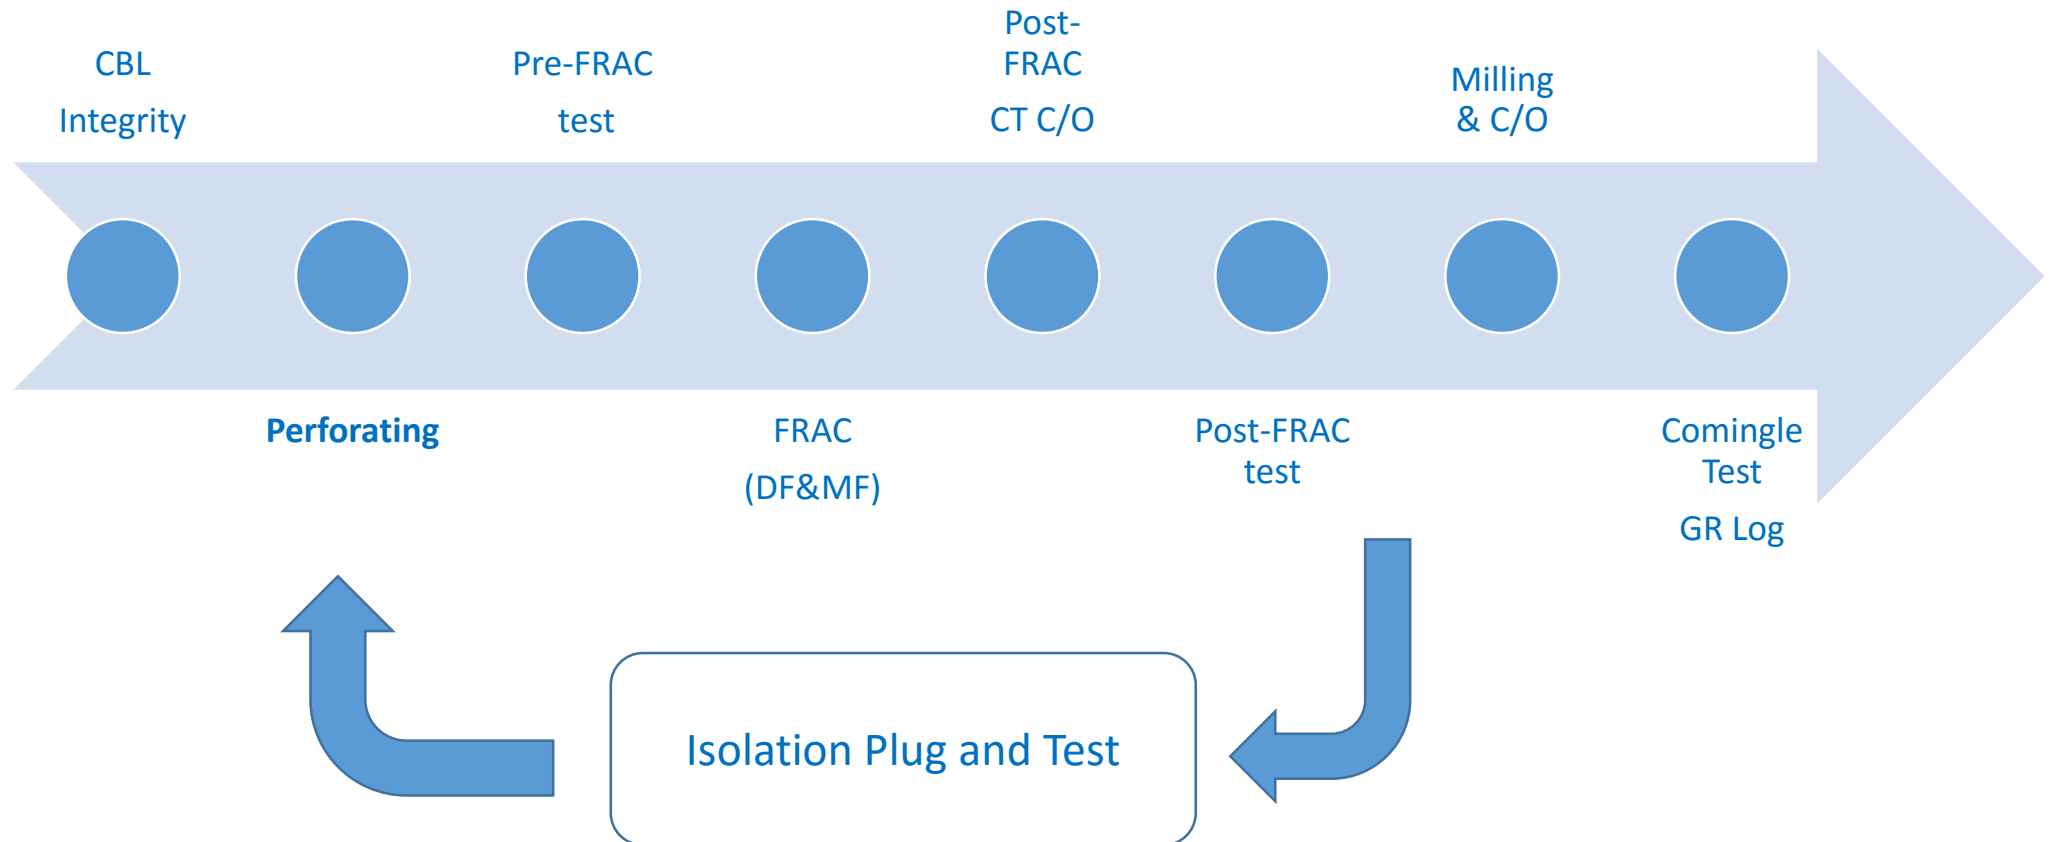 CBL
Integrity
Perforating
Pre-FRAC
test
FRAC
(DF&MF)
Post-
FRAC
CT C/O
Post-FRAC
test
Milling
& C/O
Comingle
Test
GR Log
Isolation Plug and Test